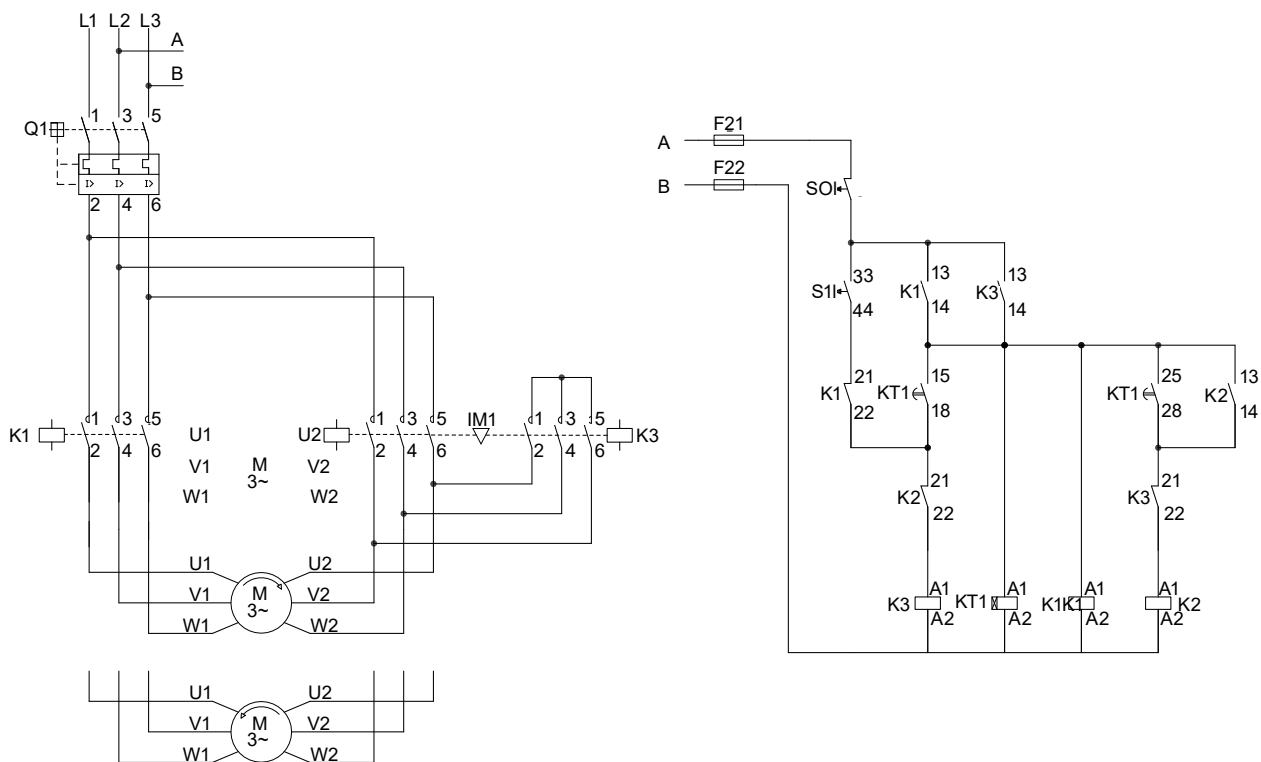 L1 L2 L3
A
B
Q1 1 3 5
I> I> I>
2 4 6
K1 1 3 5
2 4 6
U1
V1 M V2
3~
W1 W2
U2 1 3 5 IM1 1 3 5 K3
2 4 6 2 4 6
U1 U2
V1 M V2
3~
W1 W2
U1 U2
V1 M V2
3~
W1 W2
A F21
B F22
SOI
S1I 33 K1 13 K3 13
44 14 14
K1 21 KT1 15 KT1 25 K2 13
22 18 28 14
K2 21 K3 21
22 22
K3 A1 KT1 A1 K1K1 A1 A1 K2
A2 A2 A2 A2